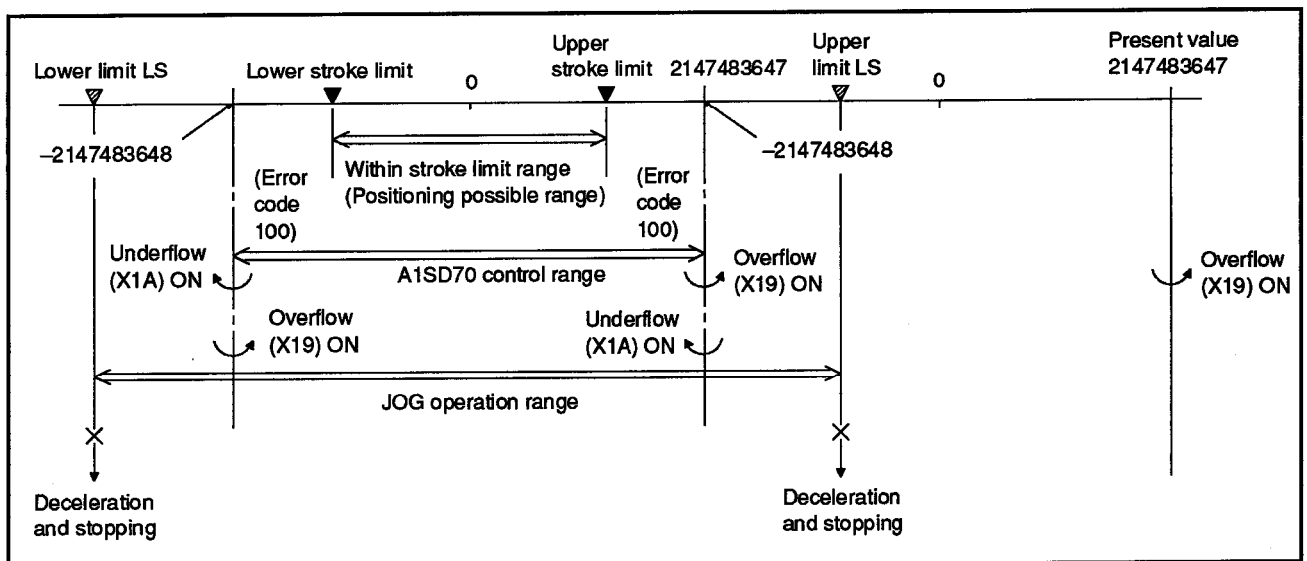 Lower limit LS
Lower stroke limit
0
Upper
stroke limit
2147483647
Upper
limit LS
0
Present value
2147483647
–2147483648
–2147483648
Within stroke limit range
(Positioning possible range)
(Error
code
100)
(Error
code
100)
Underflow
(X1A) ON
A1SD70 control range
Overflow
(X19) ON
Overflow
(X19) ON
Overflow
(X19) ON
Underflow
(X1A) ON
JOG operation range
Deceleration
and stopping
Deceleration
and stopping